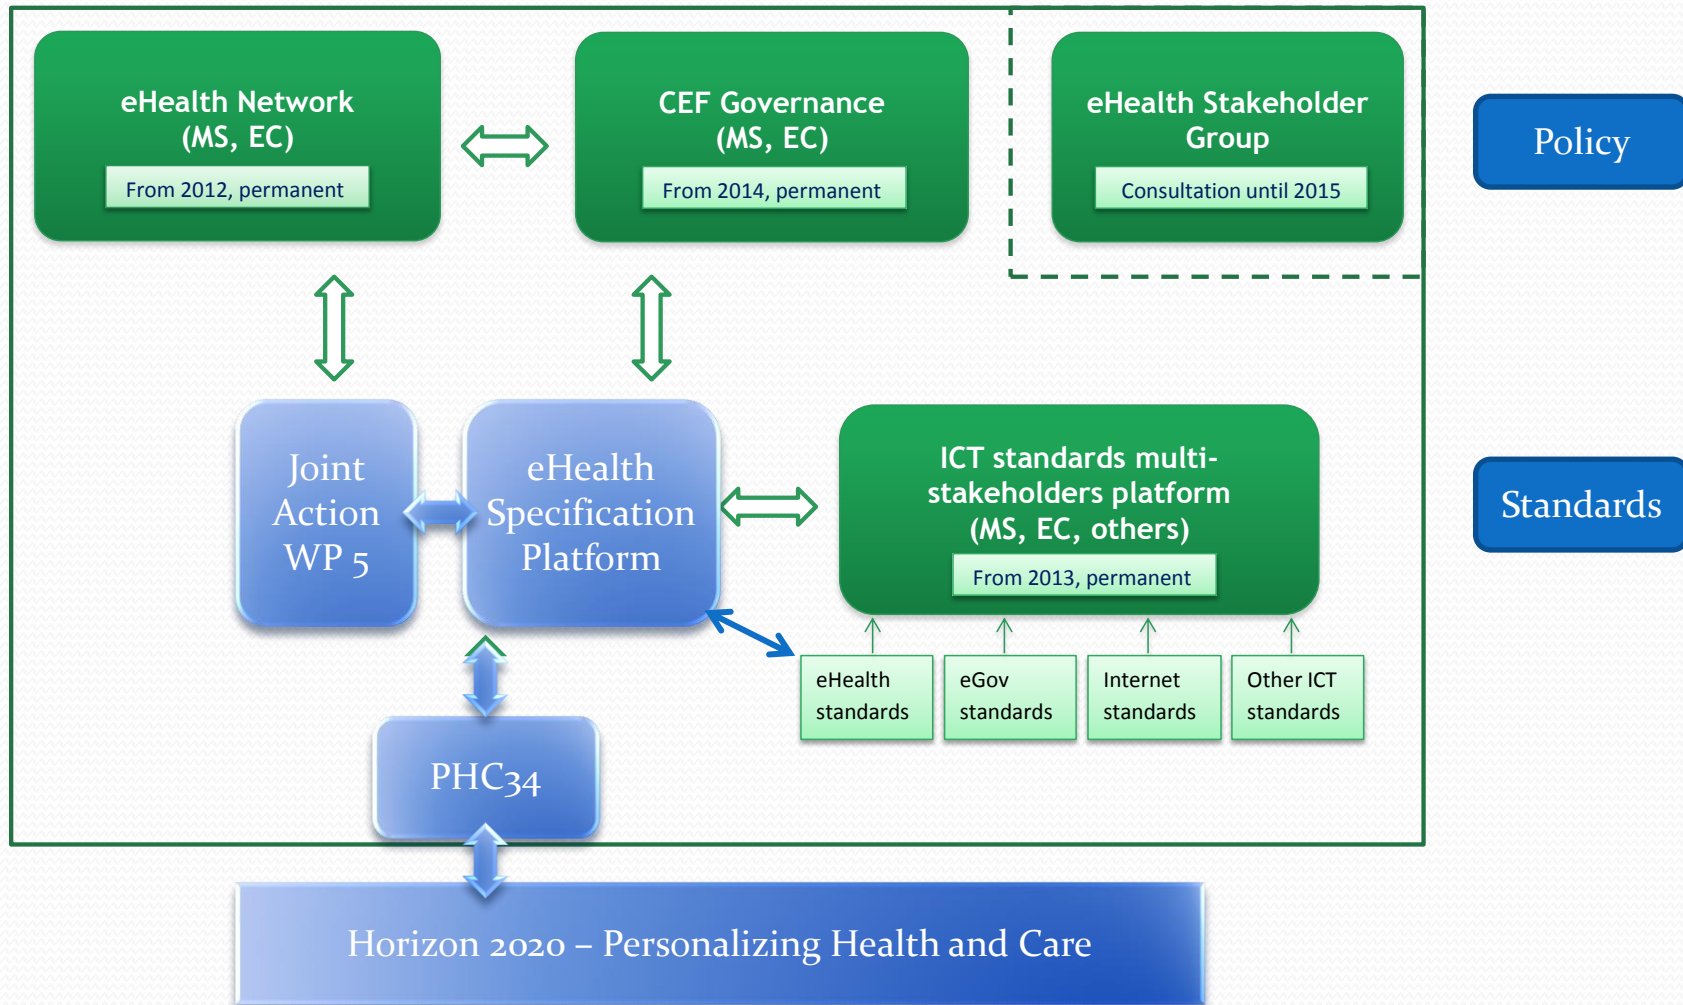 eHealth Network
(MS, EC)
From 2012, permanent
CEF Governance
(MS, EC)
From 2014, permanent
eHealth Stakeholder
Group
Consultation until 2015
Policy
Joint
Action
WP 5
eHealth
Specification
Platform
ICT standards multi-
stakeholders platform
(MS, EC, others)
From 2013, permanent
Standards
eHealth
standards
eGov
standards
Internet
standards
Other ICT
standards
PHC34
Horizon 2020 – Personalizing Health and Care